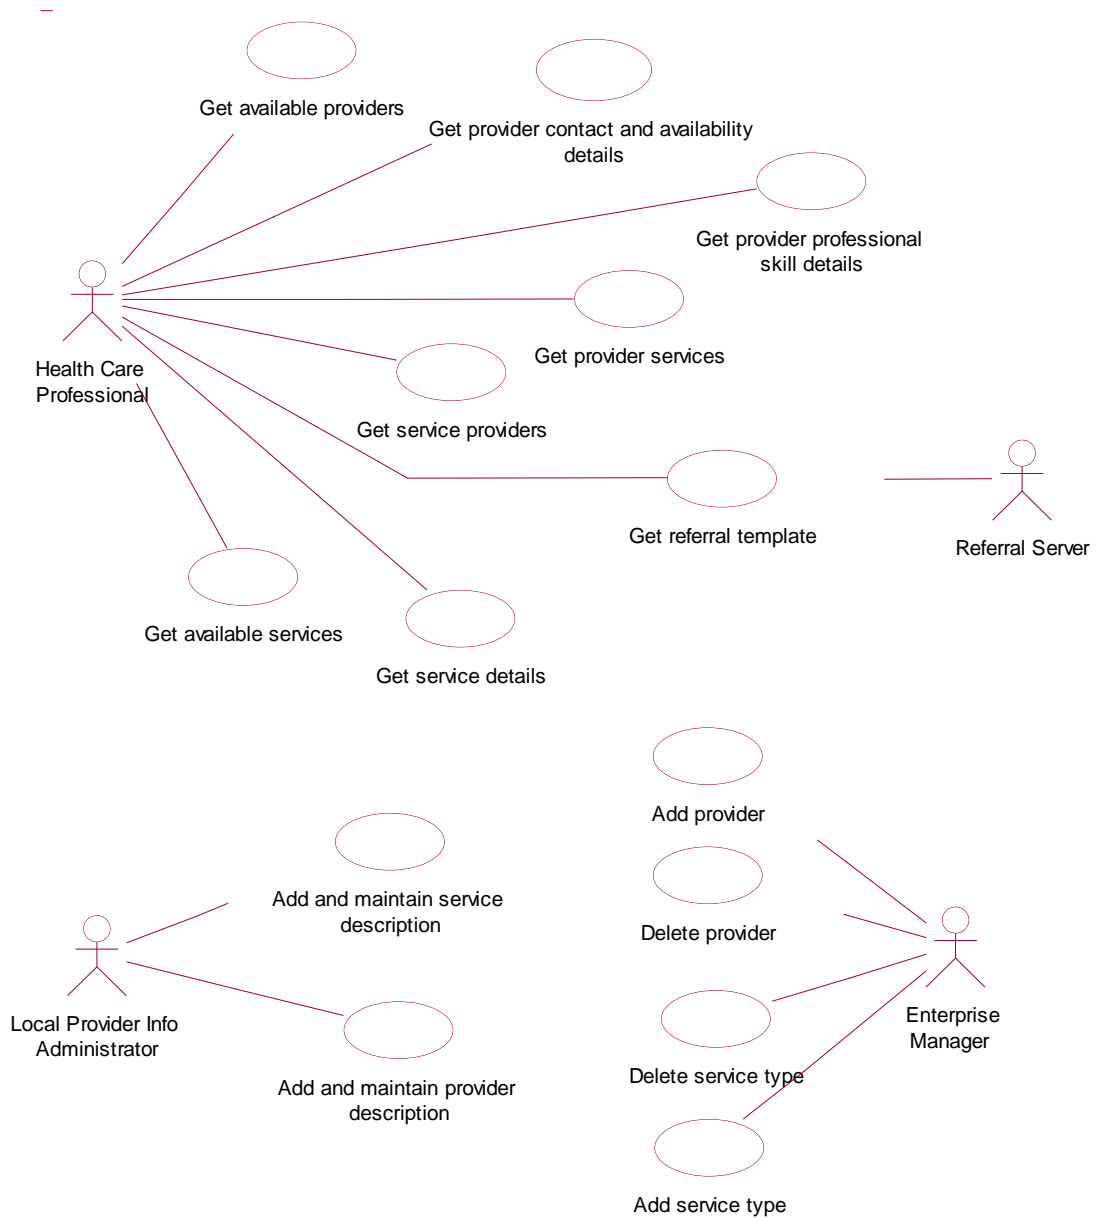 Get available providers
Get provider contact and availability
details
Get provider professional
skill details
Health Care
Professional
Get provider services
Get service providers
Get referral template
Referral Server
Get available services
Get service details
Add provider
Add and maintain service
description
Delete provider
Local Provider Info
Administrator
Enterprise
Manager
Add and maintain provider
description
Delete service type
Add service type